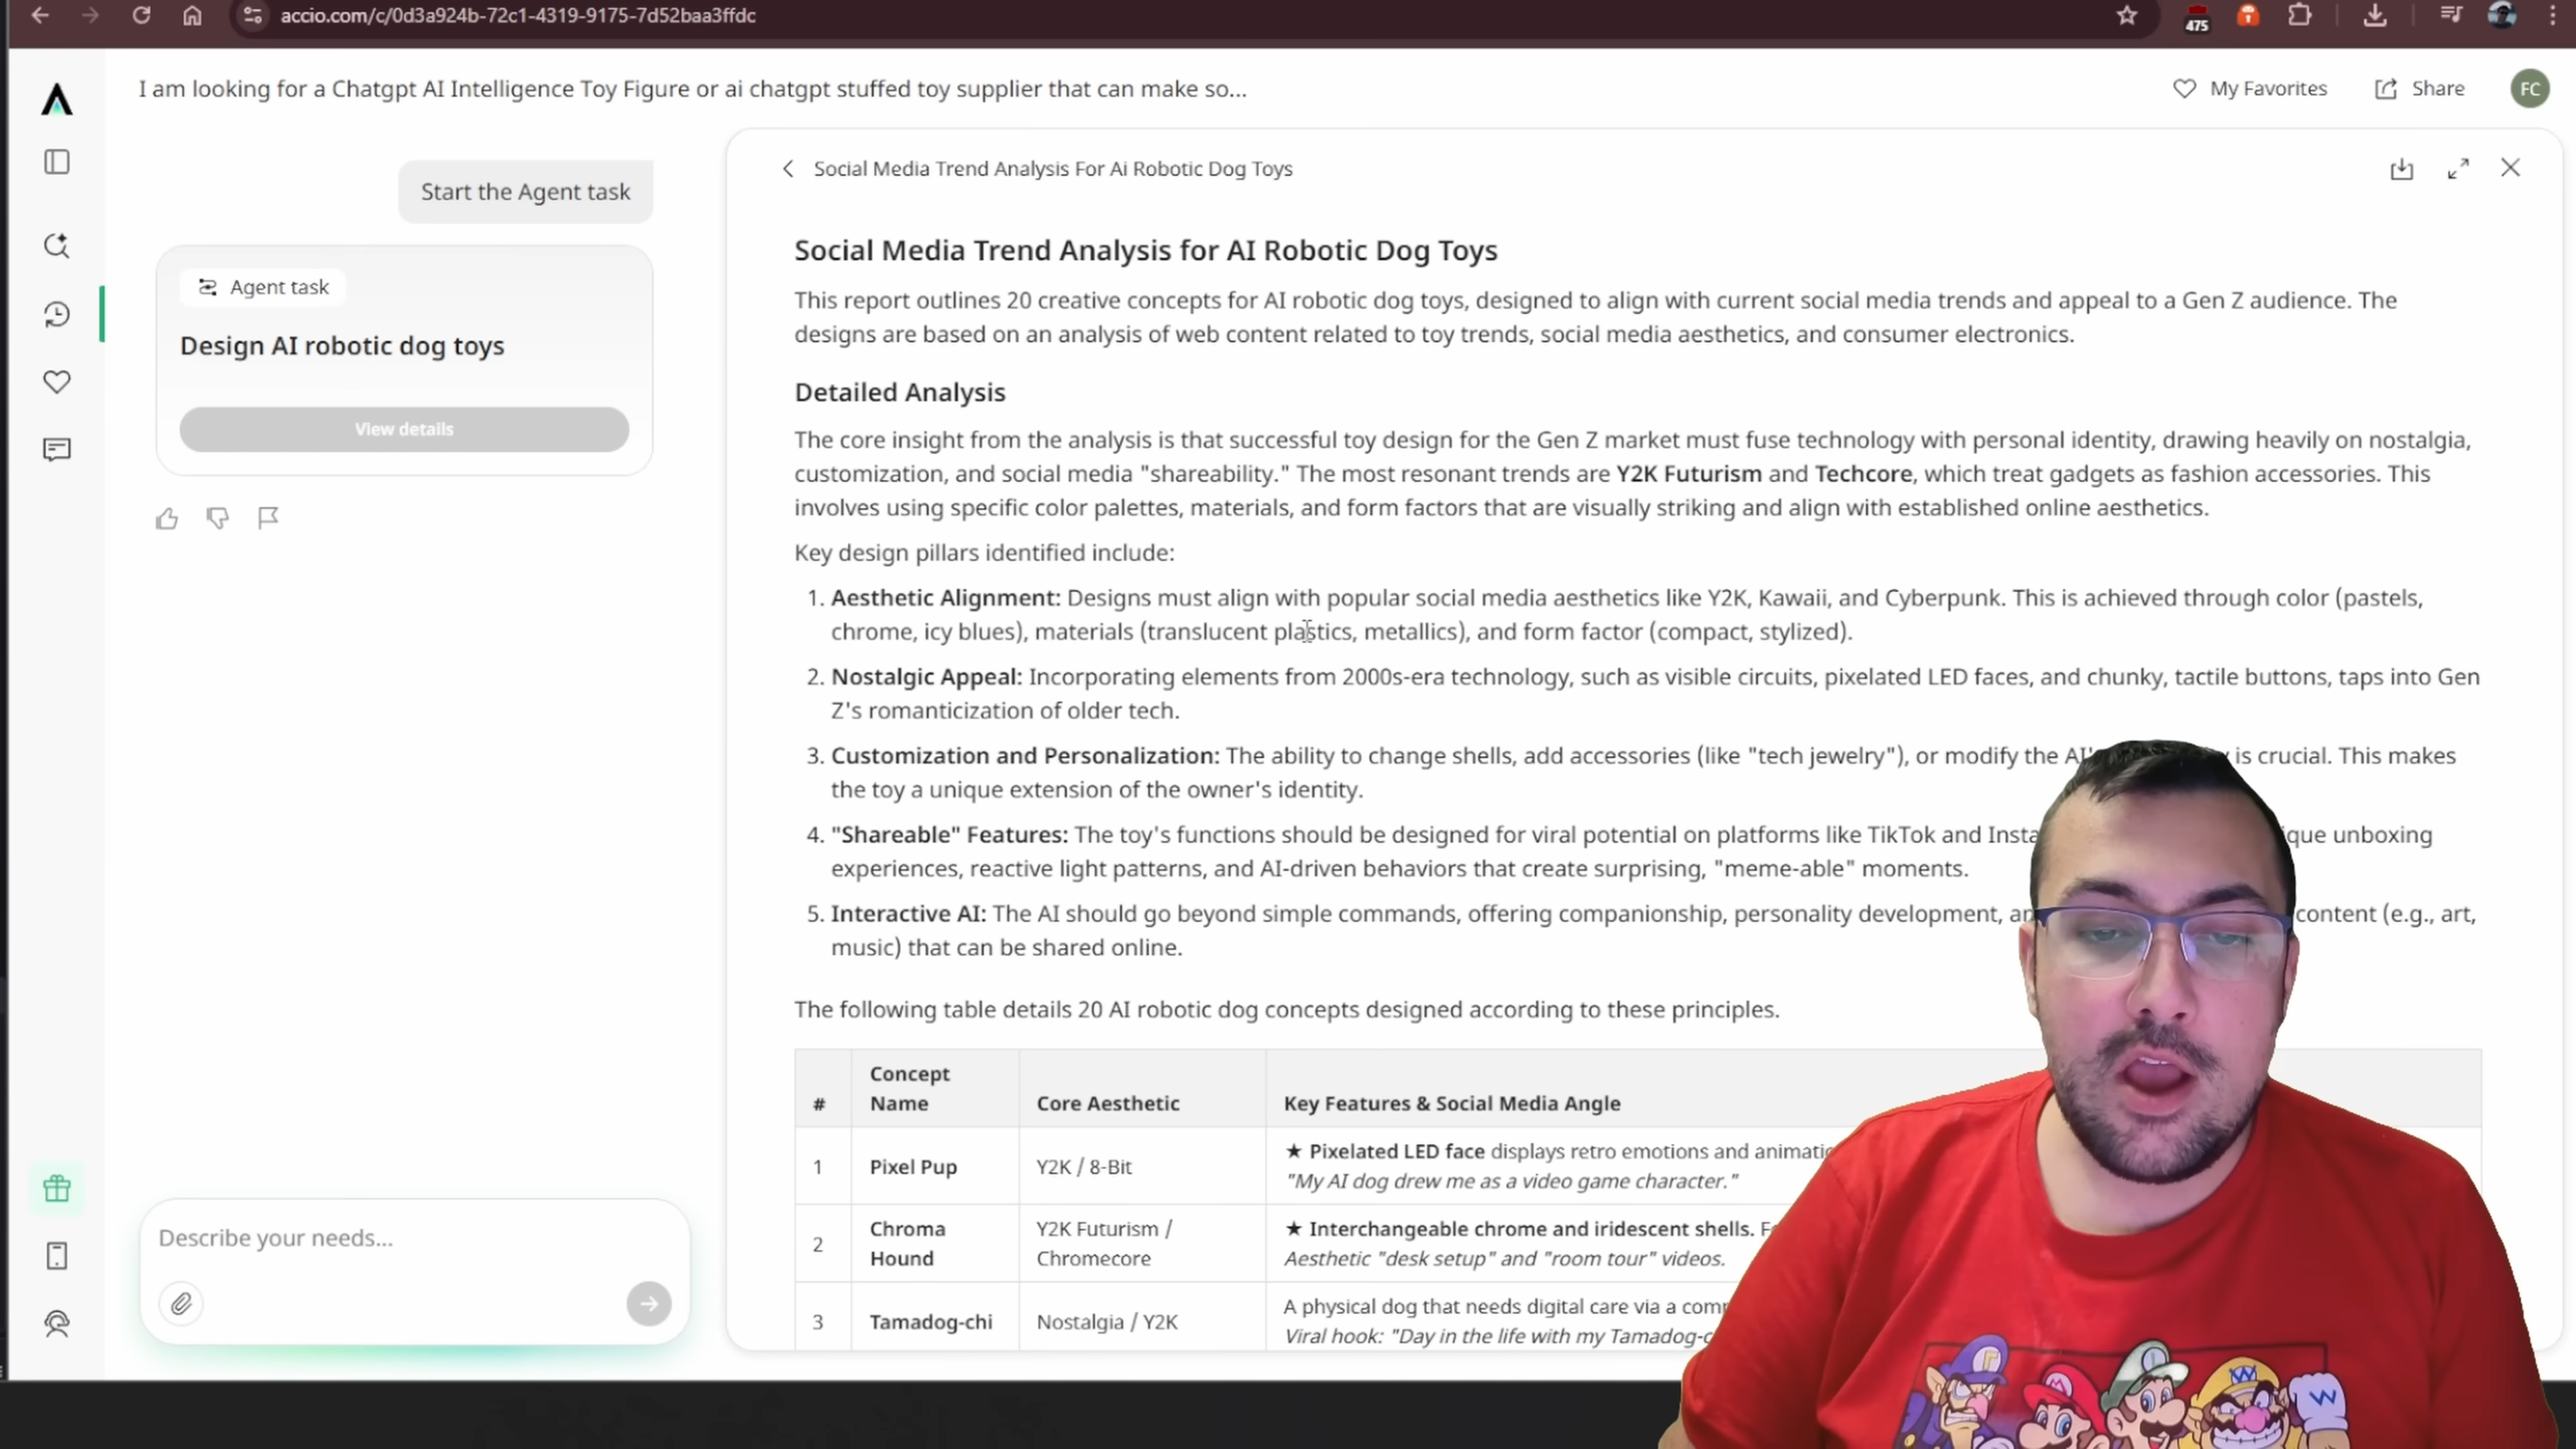 accio.com/c/0d3a924b-72c1-4319-9175-7d52baa3ffdc
475
I am looking for a Chatgpt AI Intelligence Toy Figure or ai chatgpt stuffed toy supplier that can make so...
My Favorites
Share
FC
Start the Agent task
Agent task
Design AI robotic dog toys
View details
Describe your needs...
Social Media Trend Analysis For Ai Robotic Dog Toys
Social Media Trend Analysis for AI Robotic Dog Toys
This report outlines 20 creative concepts for AI robotic dog toys, designed to align with current social media trends and appeal to a Gen Z audience. The
designs are based on an analysis of web content related to toy trends, social media aesthetics, and consumer electronics.
Detailed Analysis
The core insight from the analysis is that successful toy design for the Gen Z market must fuse technology with personal identity, drawing heavily on nostalgia,
customization, and social media "shareability." The most resonant trends are Y2K Futurism and Techcore, which treat gadgets as fashion accessories. This
involves using specific color palettes, materials, and form factors that are visually striking and align with established online aesthetics.
Key design pillars identified include:
1. Aesthetic Alignment: Designs must align with popular social media aesthetics like Y2K, Kawaii, and Cyberpunk. This is achieved through color (pastels,
chrome, icy blues), materials (translucent plastics, metallics), and form factor (compact, stylized).
2. Nostalgic Appeal: Incorporating elements from 2000s-era technology, such as visible circuits, pixelated LED faces, and chunky, tactile buttons, taps into Gen
Z's romanticization of older tech.
3. Customization and Personalization: The ability to change shells, add accessories (like "tech jewelry"), or modify the is crucial. This makes
the toy a unique extension of the owner's identity.
4. "Shareable" Features: The toy's functions should be designed for viral potential on platforms like TikTok and unboxing
experiences, reactive light patterns, and AI-driven behaviors that create surprising, "meme-able" moments.
5. Interactive AI: The AI should go beyond simple commands, offering companionship, personality development, content (e.g., art,
music) that can be shared online.
The following table details 20 AI robotic dog concepts designed according to these principles.
# Concept Name Core Aesthetic Key Features & Social Media Angle
1 Pixel Pup Y2K / 8-Bit ★ Pixelated LED face displays retro emotions and
"My AI dog drew me as a video game character."
2 Chroma Hound Y2K Futurism / Chromecore ★ Interchangeable chrome and iridescent shells.
Aesthetic "desk setup" and "room tour" videos.
3 Tamadog-chi Nostalgia / Y2K A physical dog that needs digital care via a
Viral hook: "Day in the life with my